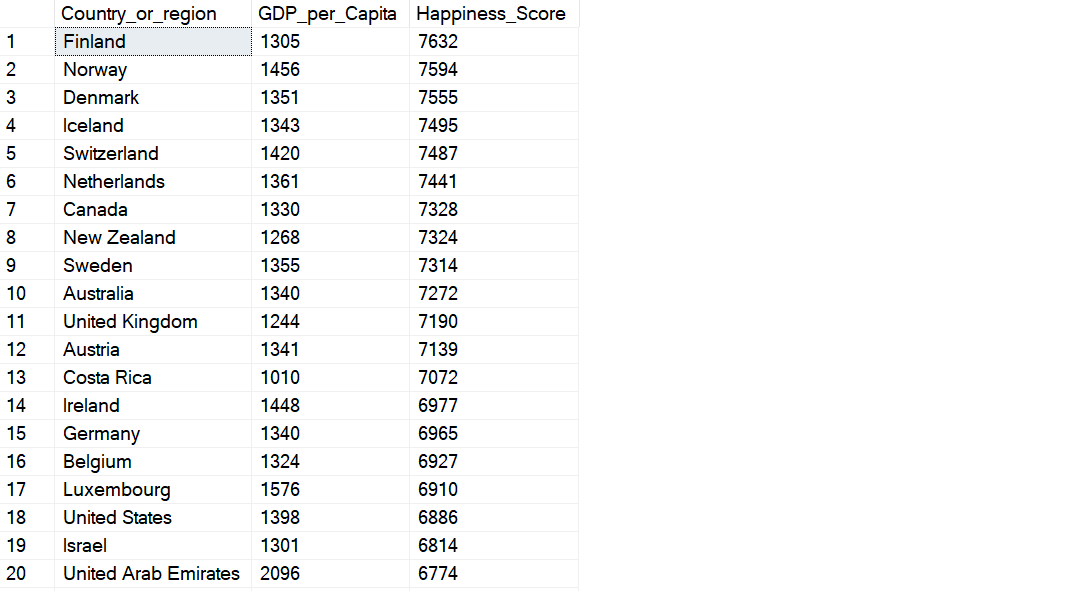 Country_or_region GDP_per_Capita Happiness_Score
1 Finland 1305 7632
2 Norway 1456 7594
3 Denmark 1351 7555
4 Iceland 1343 7495
5 Switzerland 1420 7487
6 Netherlands 1361 7441
7 Canada 1330 7328
8 New Zealand 1268 7324
9 Sweden 1355 7314
10 Australia 1340 7272
11 United Kingdom 1244 7190
12 Austria 1341 7139
13 Costa Rica 1010 7072
14 Ireland 1448 6977
15 Germany 1340 6965
16 Belgium 1324 6927
17 Luxembourg 1576 6910
18 United States 1398 6886
19 Israel 1301 6814
20 United Arab Emirates 2096 6774